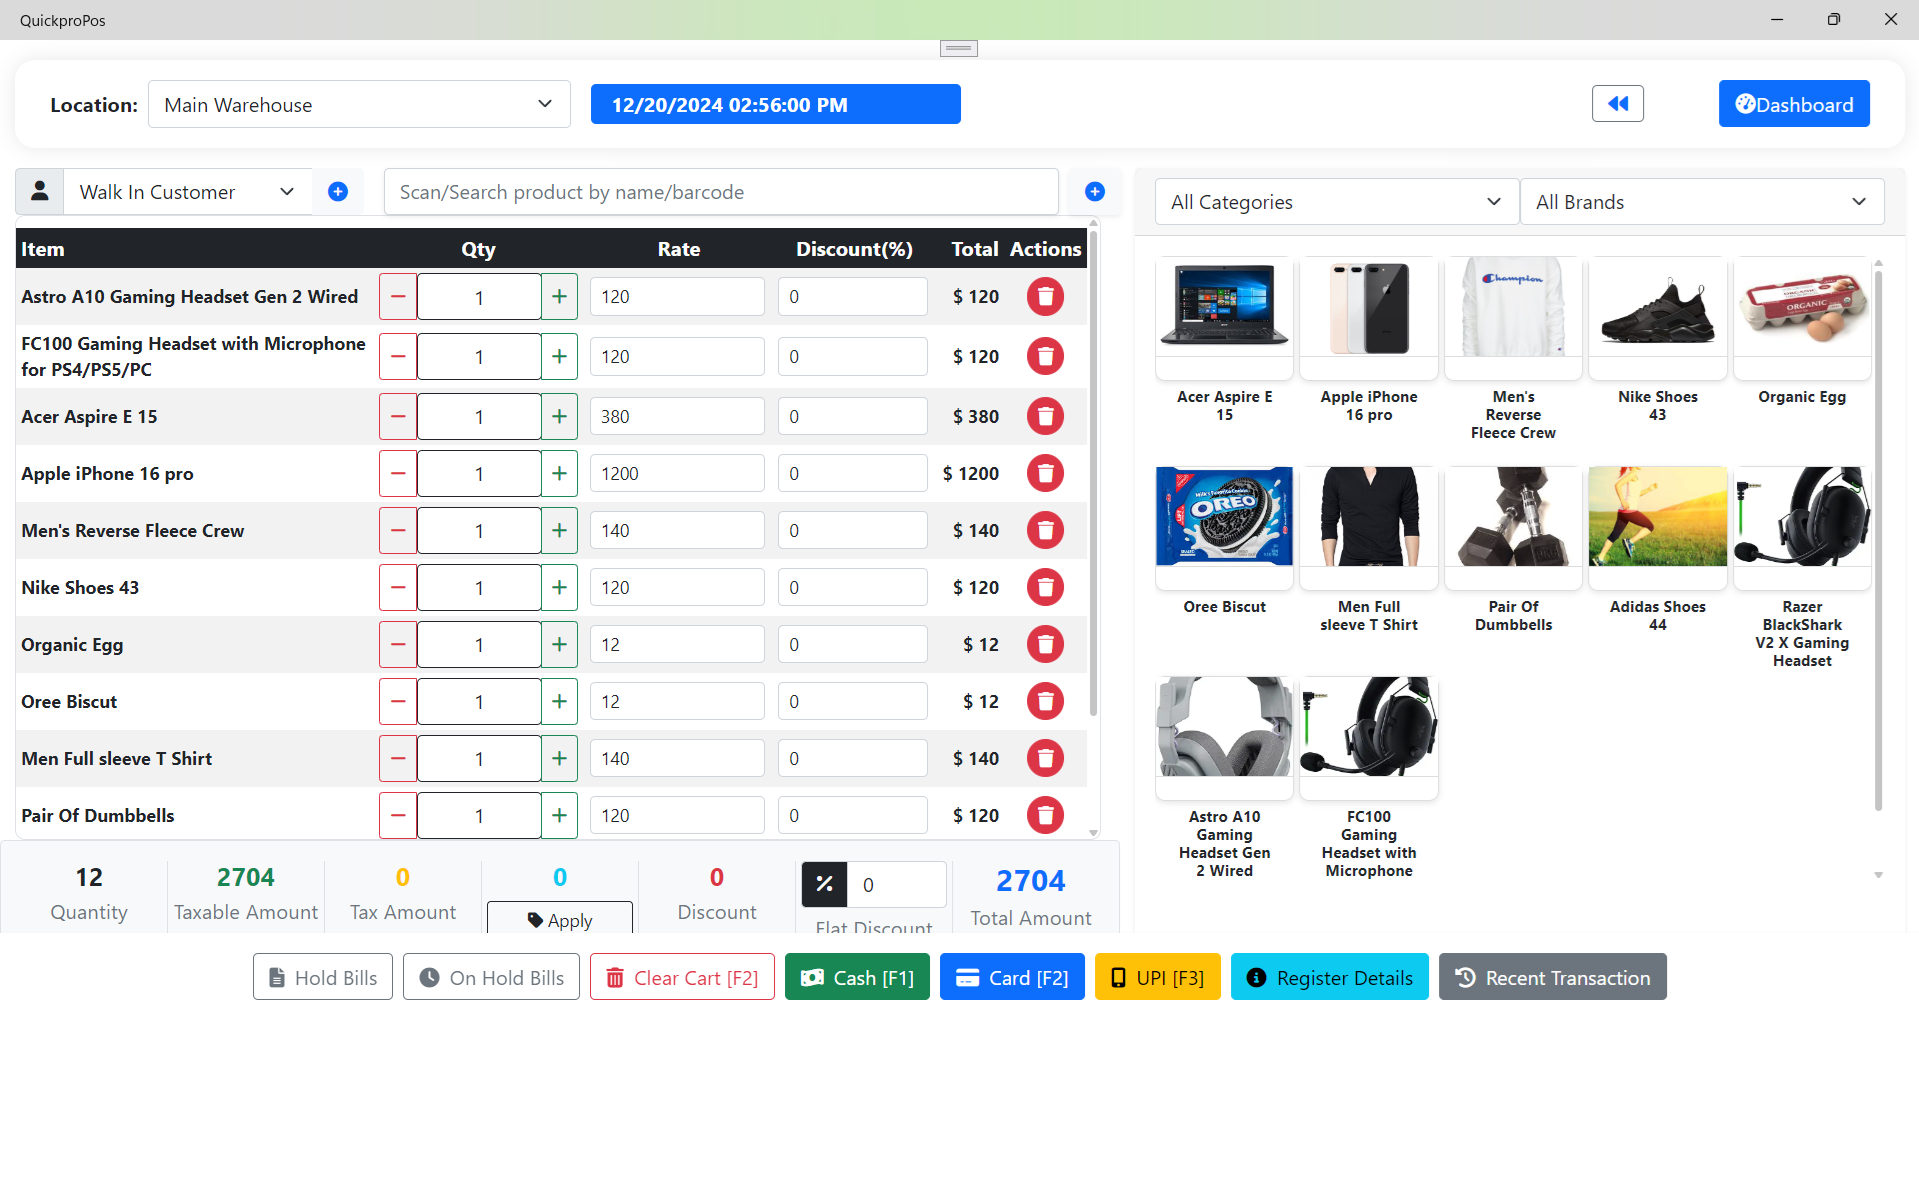 QuickproPos
Location:
Main Warehouse
12/20/2024 02:56:00 PM
Dashboard
Walk In Customer
Scan/Search product by name/barcode
All Categories
All Brands
Item Qty Rate Discount(%) Total Actions
Astro A10 Gaming Headset Gen 2 Wired 1 120 0 $ 120
FC100 Gaming Headset with Microphone
for PS4/PS5/PC 1 120 0 $ 120
Acer Aspire E 15 1 380 0 $ 380
Apple iPhone 16 pro 1 1200 0 $ 1200
Men's Reverse Fleece Crew 1 140 0 $ 140
Nike Shoes 43 1 120 0 $ 120
Organic Egg 1 12 0 $ 12
Oree Biscut 1 12 0 $ 12
Men Full sleeve T Shirt 1 140 0 $ 140
Pair Of Dumbbells 1 120 0 $ 120
12
Quantity
2704
Taxable Amount
0
Tax Amount
0
Apply
0
Discount
0
Flat Discount
2704
Total Amount
Champion
ORGANIC
Acer Aspire E
15
Apple iPhone
16 pro
Men's
Reverse
Fleece Crew
Nike Shoes
43
Organic Egg
OREO
Oree Biscut
Men Full
sleeve T Shirt
Pair Of
Dumbbells
Adidas Shoes
44
Razer
BlackShark
V2 X Gaming
Headset
Astro A10
Gaming
Headset Gen
2 Wired
FC100
Gaming
Headset with
Microphone
Hold Bills
On Hold Bills
Clear Cart [F2]
Cash [F1]
Card [F2]
UPI [F3]
Register Details
Recent Transaction